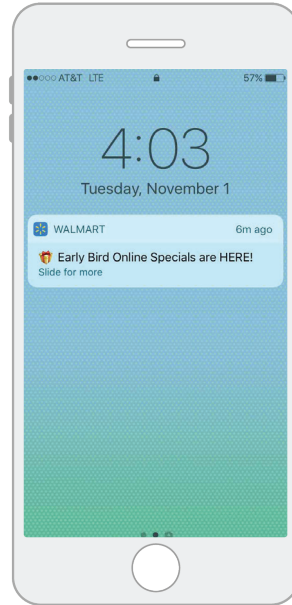 AT&T LTE 57%
4:03
Tuesday, November 1
WALMART 6m ago
Early Bird Online Specials are HERE!
Slide for more